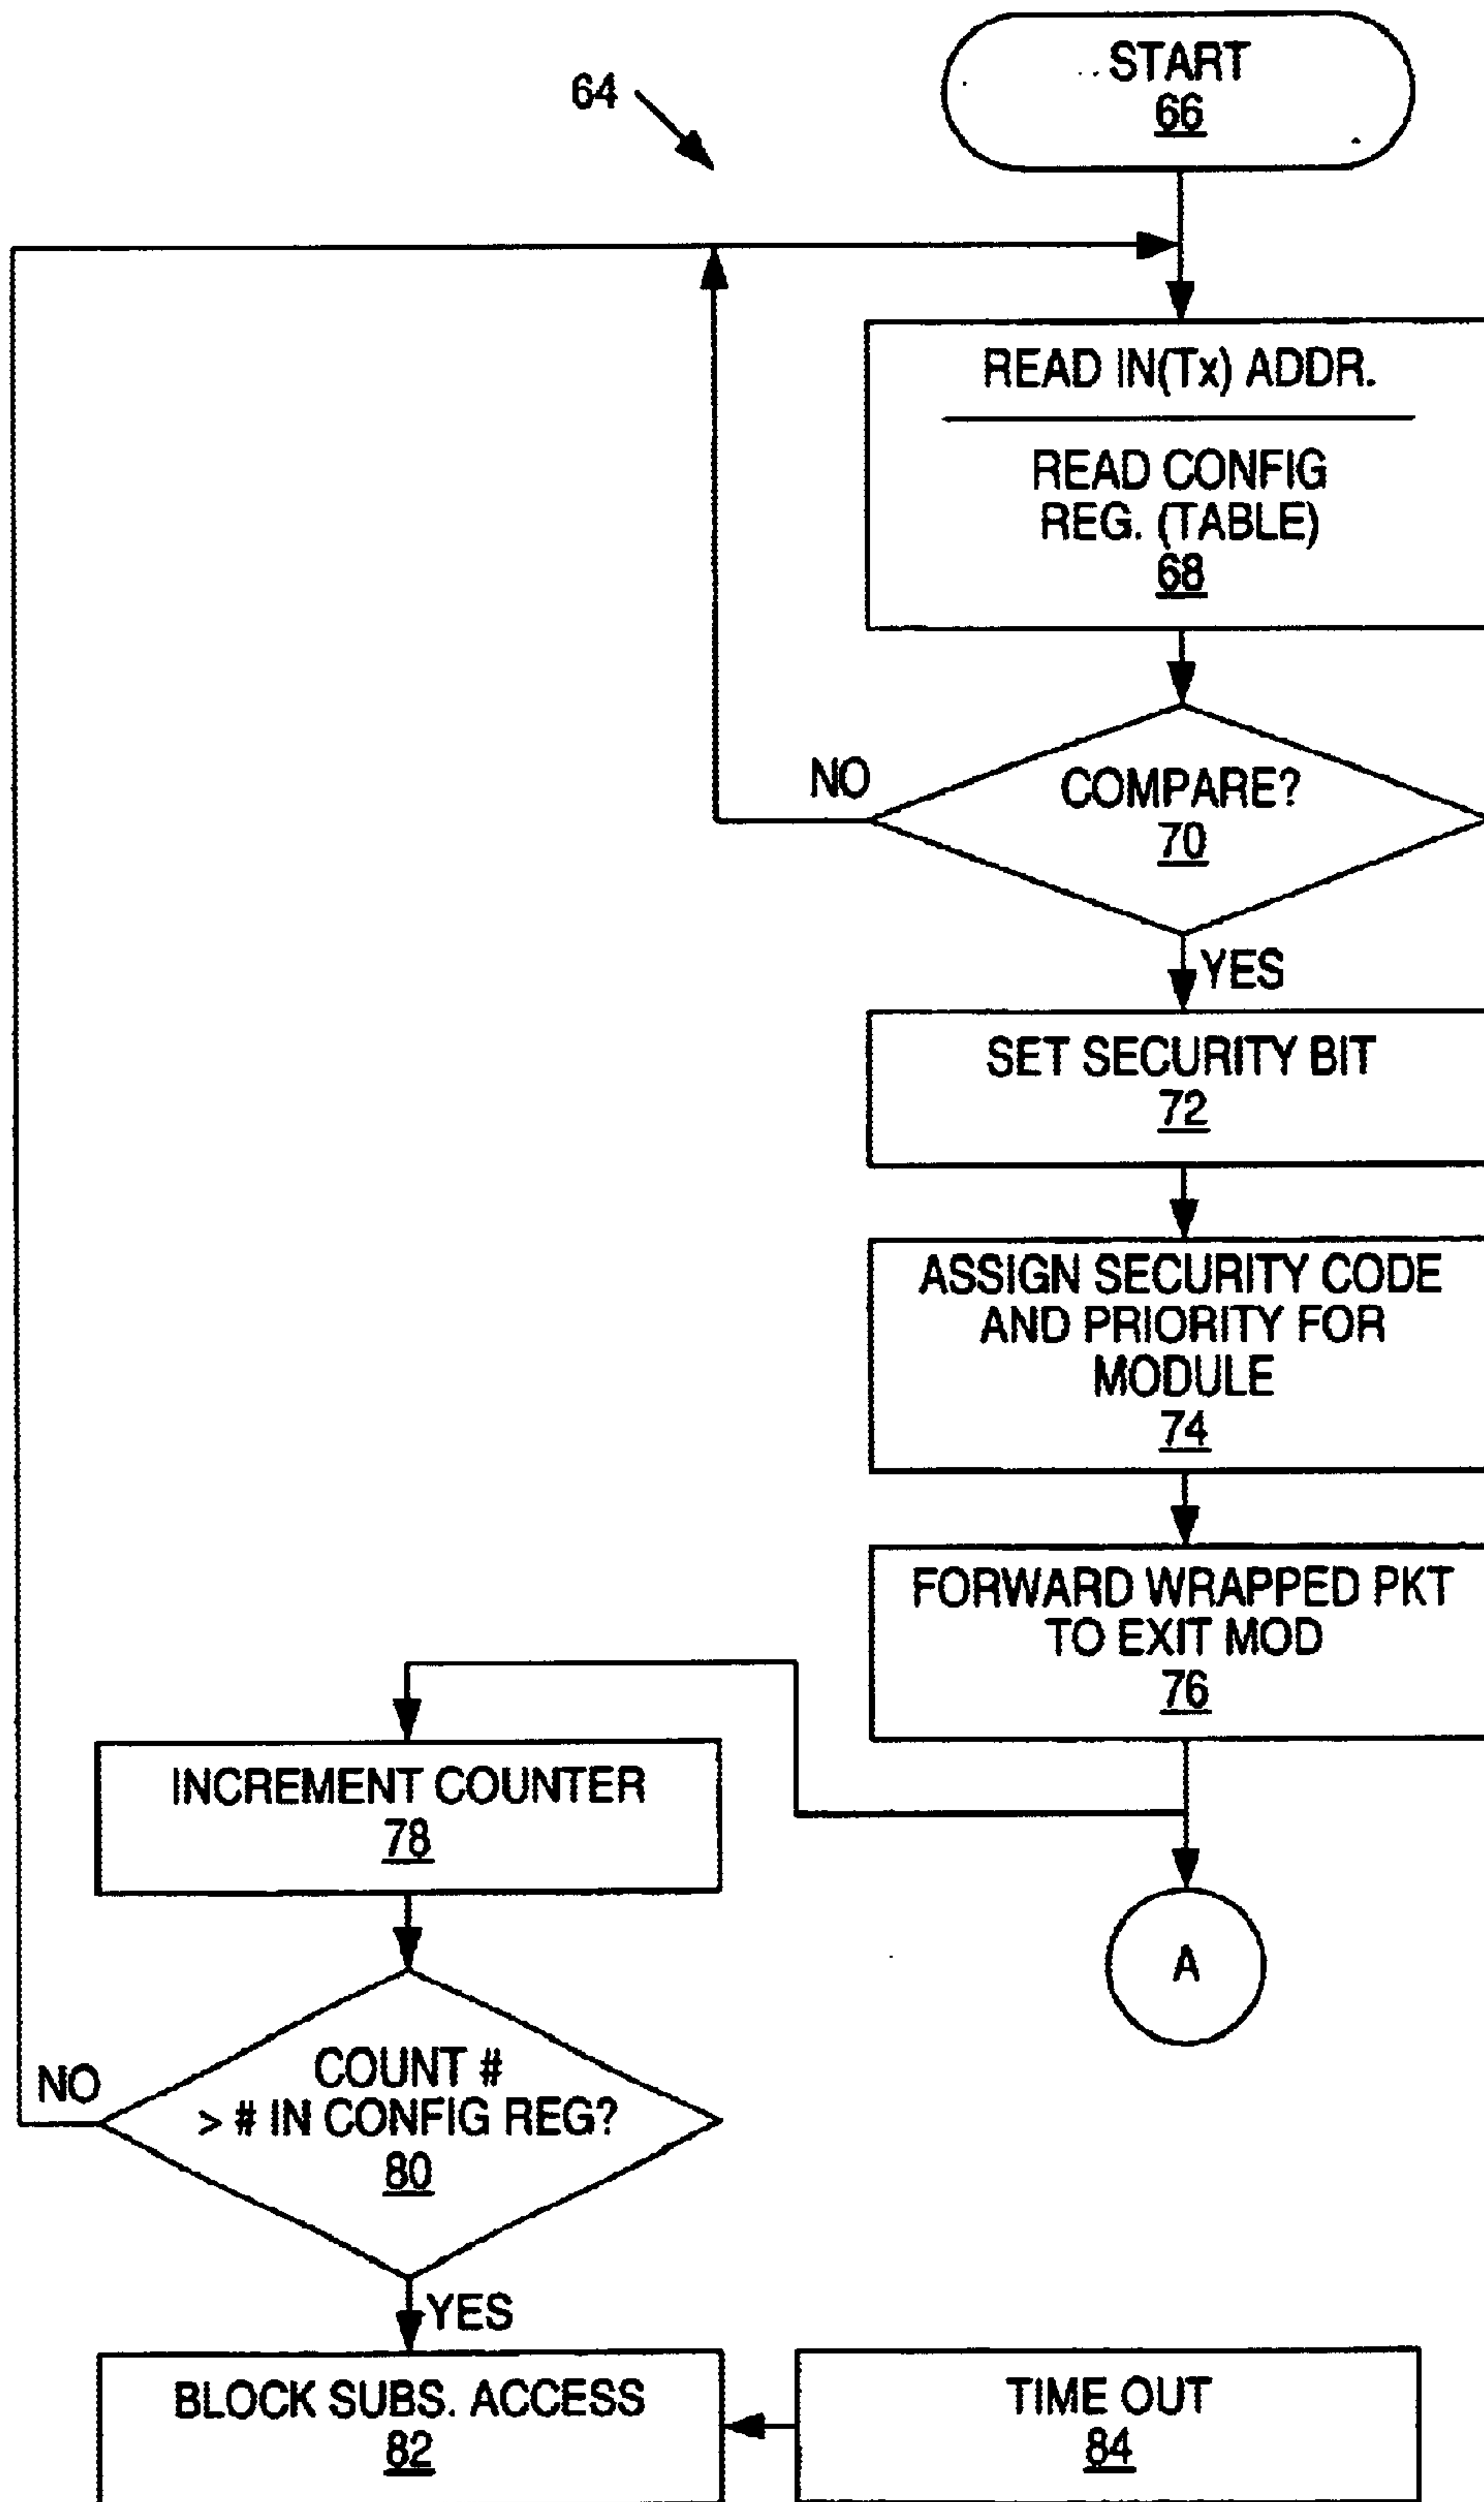 START
66
64
READ IN(Tx) ADDR.
READ CONFIG
REG. (TABLE)
68
NO
COMPARE?
70
YES
SET SECURITY BIT
72
ASSIGN SECURITY CODE
AND PRIORITY FOR
MODULE
74
FORWARD WRAPPED PKT
TO EXIT MOD
76
INCREMENT COUNTER
78
A
NO
COUNT #
> # IN CONFIG REG?
80
YES
BLOCK SUBS. ACCESS
82
TIME OUT
84